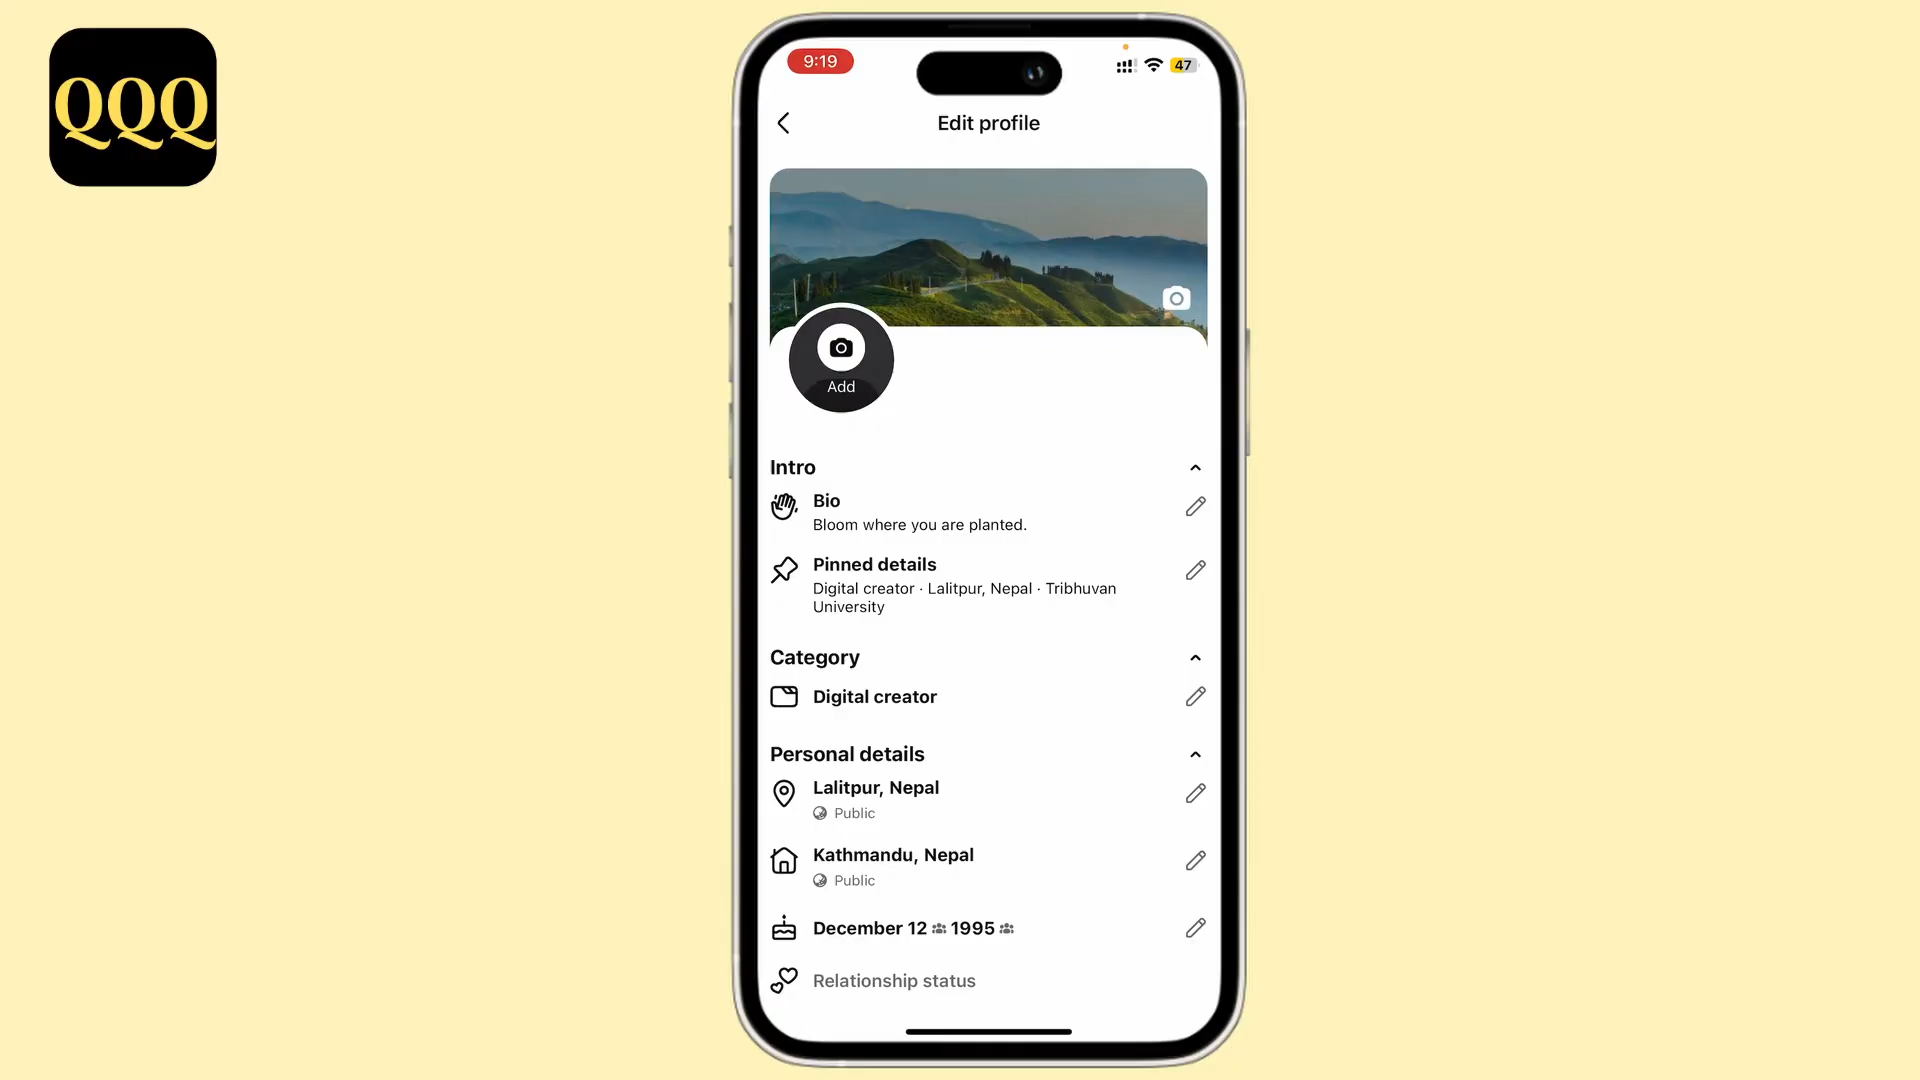 QQQ
9:19
47
Edit profile
Add
Intro
Bio
Bloom where you are planted.
Pinned details
Digital creator · Lalitpur, Nepal · Tribhuvan
University
Category
Digital creator
Personal details
Lalitpur, Nepal
Public
Kathmandu, Nepal
Public
December 12 1995
Relationship status